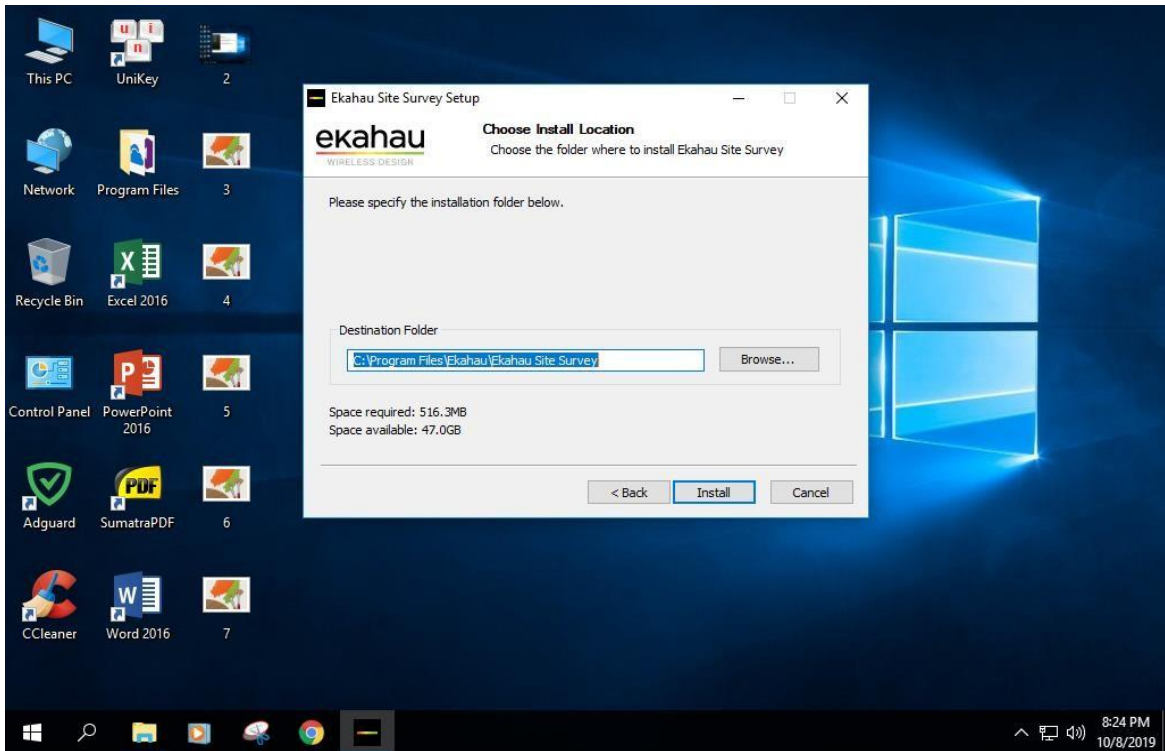 This PC
UniKey
2
Network
Program Files
3
Recycle Bin
Excel 2016
4
Control Panel
PowerPoint
2016
5
Adguard
SumatraPDF
6
CCleaner
Word 2016
7
u i
n
X
P
PDF
W
Ekahau Site Survey Setup
ekahau
WIRELESS DESIGN
Choose Install Location
Choose the folder where to install Ekahau Site Survey
Please specify the installation folder below.
Destination Folder
C:\Program Files\Ekahau\Ekahau Site Survey
Browse...
Space required: 516.3MB
Space available: 47.0GB
< Back
Install
Cancel
8:24 PM
10/8/2019